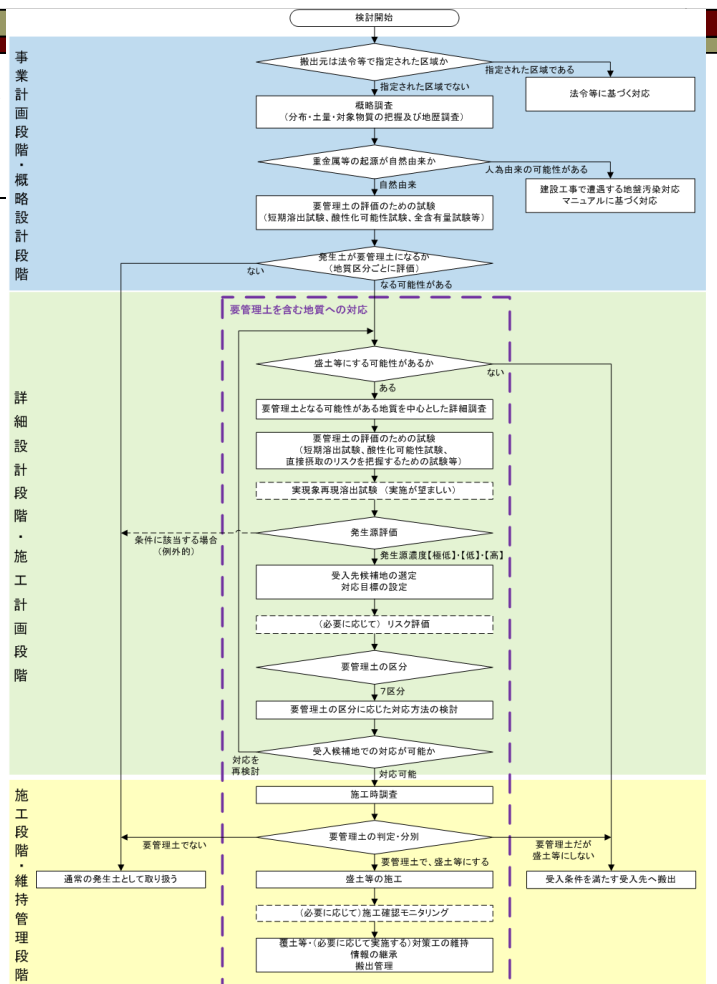 検討開始
事業計画段階・概略設計段階
搬出元は法令等で指定された区域か
指定された区域である
指定された区域でない
法令等に基づく対応
概略調査
(分布・土量・対象物質の把握及び地歴調査)
重金属等の起源が自然由来か
人為由来の可能性がある
自然由来
建設工事で遭遇する地盤汚染対応
マニュアルに基づく対応
要管理土の評価のための試験
(短期溶出試験、酸性化可能性試験、全含有量試験等)
発生土が要管理土になるか
(地質区分ごとに評価)
ない
なる可能性がある
詳細設計段階・施工計画段階
要管理土を含む地質への対応
盛土等にする可能性があるか
ない
ある
要管理土となる可能性がある地質を中心とした詳細調査
要管理土の評価のための試験
(短期溶出試験、酸性化可能性試験、
直接摂取のリスクを把握するための試験等)
実現象再現溶出試験 (実施が望ましい)
発生源評価
条件に該当する場合
(例外的)
発生源濃度【極低】・【低】・【高】
受入先候補地の選定
対応目標の設定
(必要に応じて) リスク評価
要管理土の区分
7区分
要管理土の区分に応じた対応方法の検討
受入候補地での対応が可能か
対応を
再検討
対応可能
施工段階・維持管理段階
施工時調査
要管理土の判定・分別
要管理土でない
要管理土だが
盛土等にしない
要管理土で、盛土等にする
通常の発生土として取り扱う
盛土等の施工
受入条件を満たす受入先へ搬出
(必要に応じて)施工確認モニタリング
覆土等・(必要に応じて実施する)対策工の維持
情報の継承
搬出管理